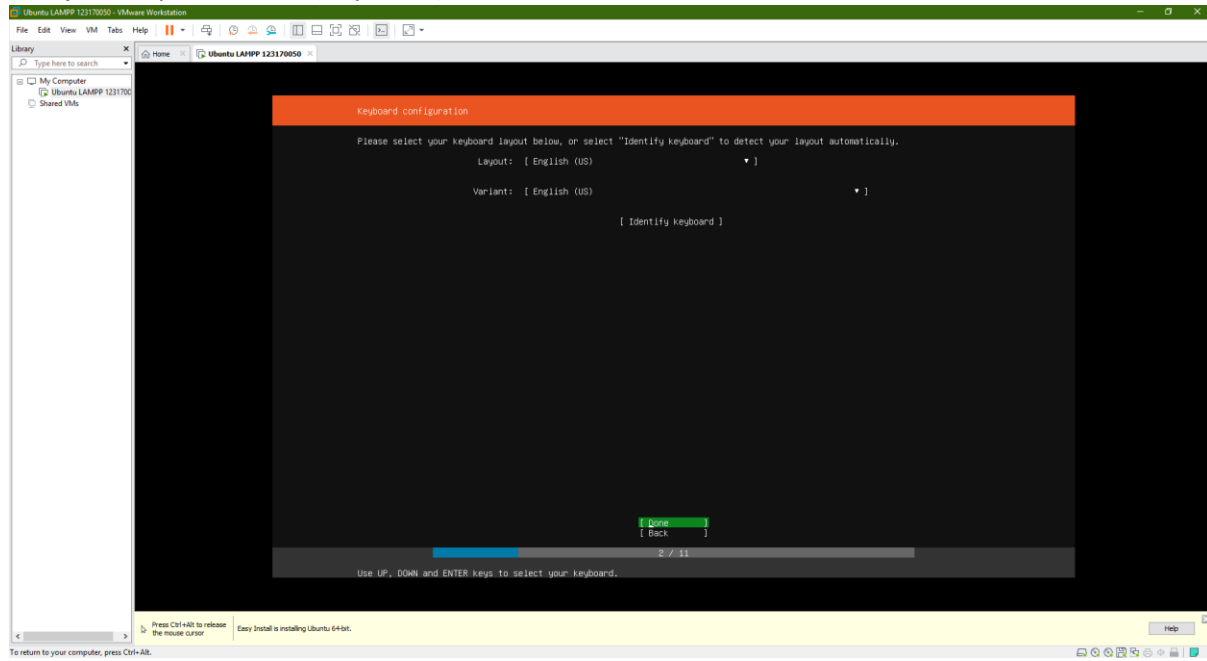 Ubuntu LAMPP 123170050 - VMware Workstation
File Edit View VM Tabs Help
Library
Home
Ubuntu LAMPP 123170050
Type here to search
My Computer
Ubuntu LAMPP 1231700
Shared VMs
Keyboard configuration
Please select your keyboard layout below, or select "Identify keyboard" to detect your layout automatically.
Layout: [ English (US) ▾ ]
Variant: [ English (US) ▾ ]
[ Identify keyboard ]
[ Done ]
[ Back ]
2 / 11
Use UP, DOWN and ENTER keys to select your keyboard.
Press Ctrl+Alt to release
the mouse cursor
Easy Install is installing Ubuntu 64-bit.
Help
To return to your computer, press Ctrl+Alt.